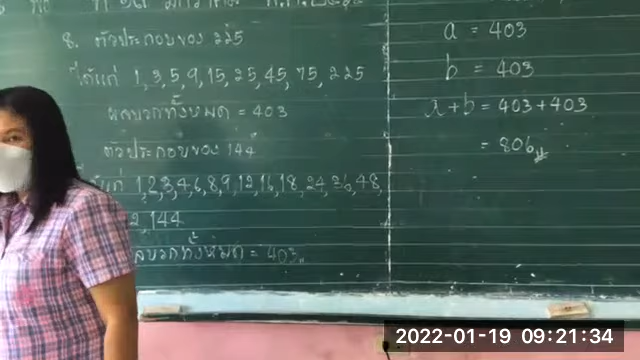 8. ตัวประกอบของ 225
ได้แก่ 1,3,5,9,15,25,45,75,225
ผลบวกทั้งหมด = 403
ตัวประกอบของ 144
1,2,3,4,6,8,9,12,16,18,24,36,48,
2,144
ลบวกทั้งหมด = 403
a = 403
b = 403
a+b = 403+403
= 806
2022-01-19 09:21:34